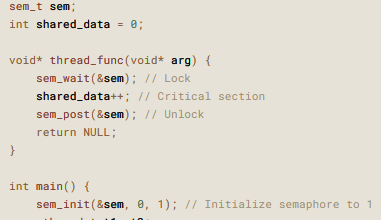 sem_t sem;
int shared_data = 0;
void* thread_func(void* arg) {
sem_wait(&sem); // Lock
shared_data++; // Critical section
sem_post(&sem); // Unlock
return NULL;
}
int main() {
sem_init(&sem, 0, 1); // Initialize semaphore to 1